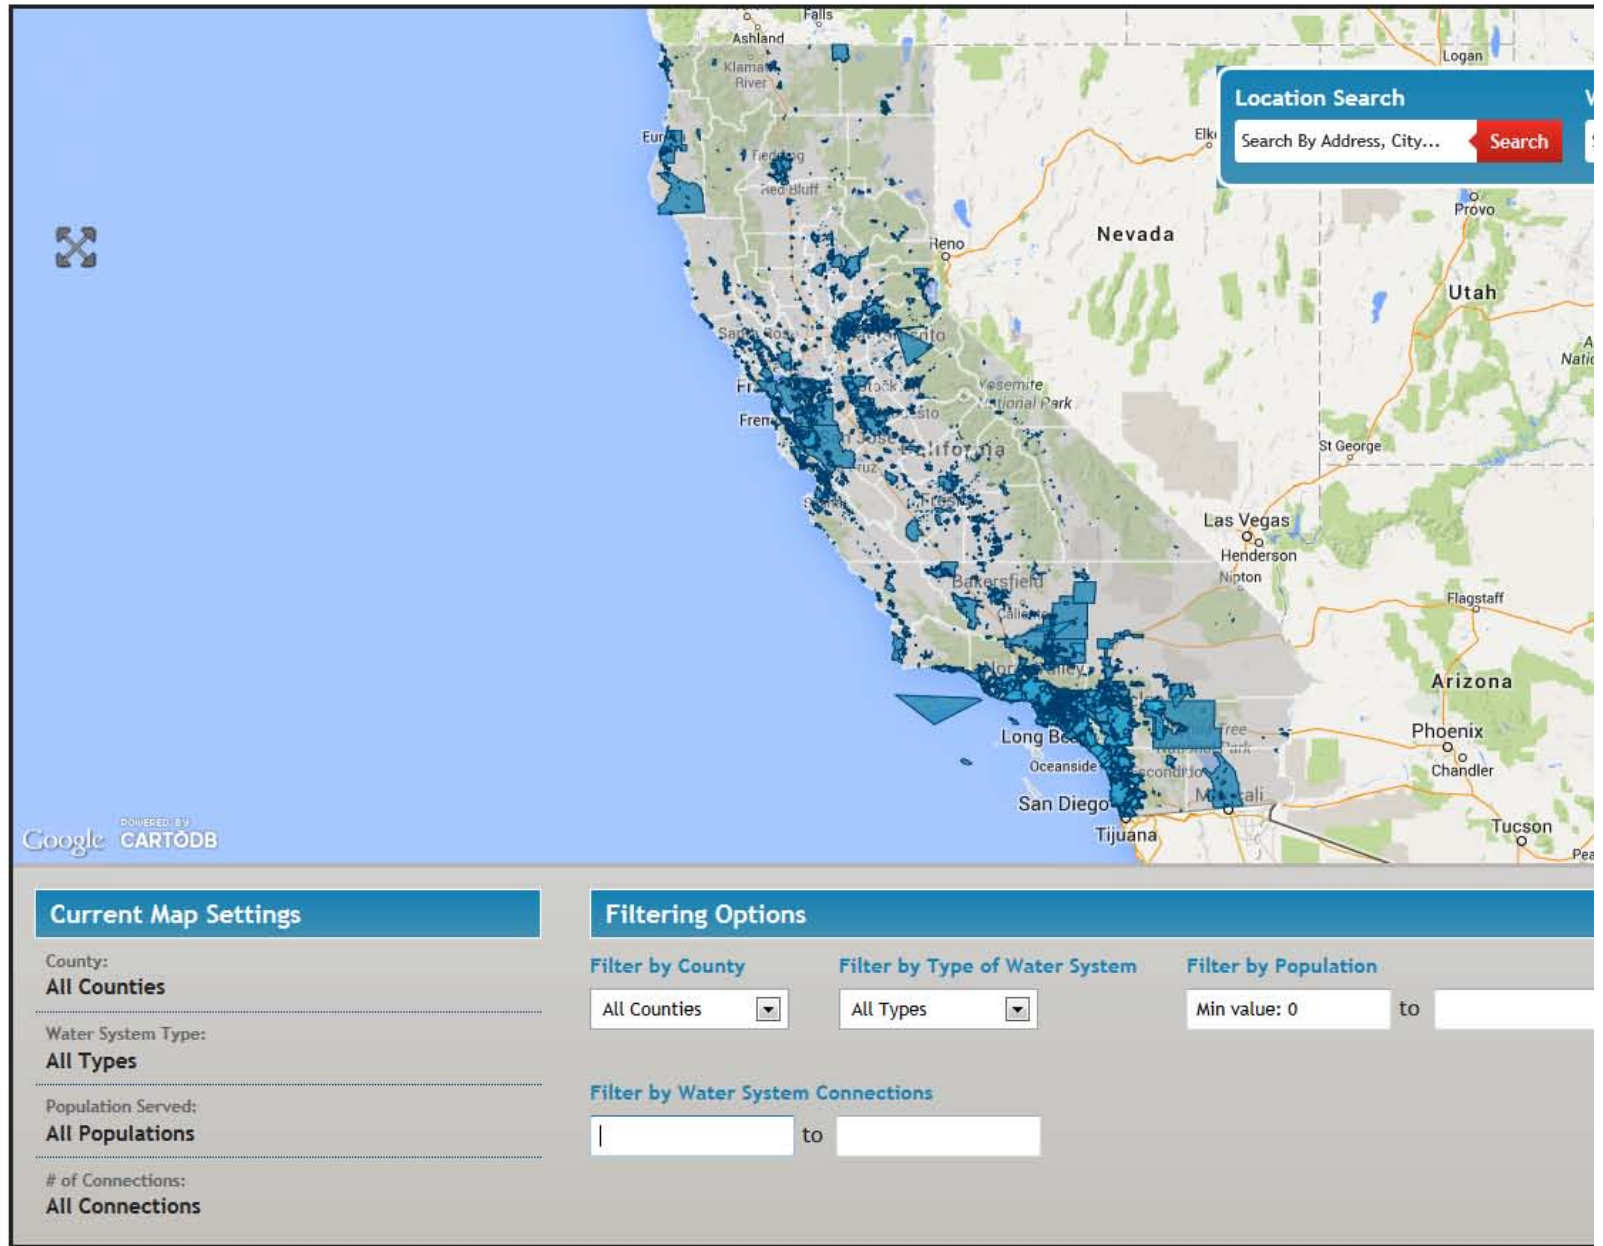 Falls
Ashland
Logan
River
Location Search
Search By Address, City...
Search
Red Bluff
Provo
Reno
Nevada
Utah
Yosemite
National Park
St George
California
Las Vegas
Henderson
Nipton
Bakersfield
Flagstaff
Arizona
Phoenix
Long
Oceanside
Chandler
San Diego
Tijuana
Tucson
POWERED BY
Google CARTODB
Current Map Settings
Filtering Options
County:
All Counties
Filter by County
Filter by Type of Water System
Filter by Population
All Counties
All Types
Min value: 0
to
Water System Type:
All Types
Filter by Water System Connections
to
Population Served:
All Populations
# of Connections:
All Connections